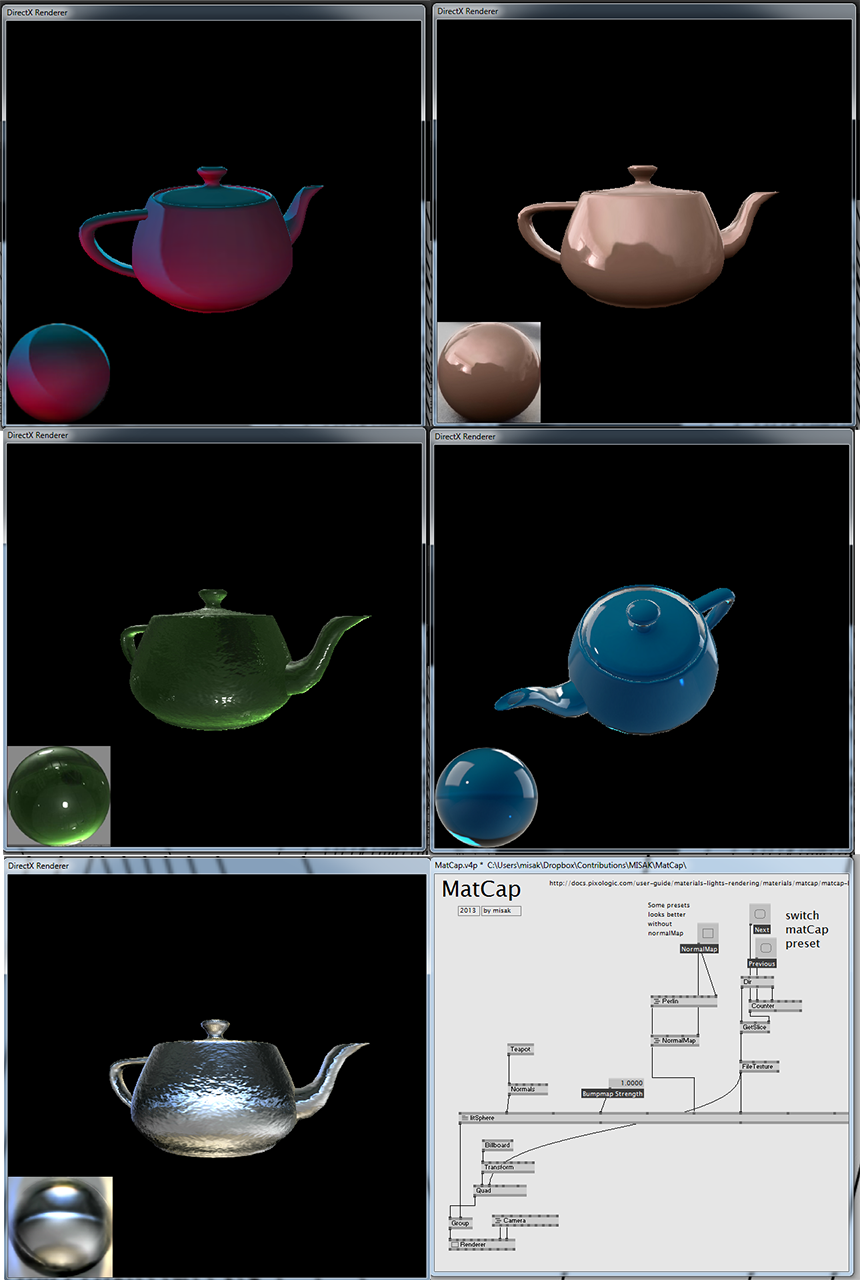 DirectX Renderer
DirectX Renderer
DirectX Renderer
DirectX Renderer
DirectX Renderer
MatCap.v4p * C:\Users\misak\Dropbox\Contributions\MISAK\MatCap\
MatCap
http://docs.pixologic.com/user-guide/materials-lights-rendering/materials/matcap/matcap-
2013 by misak
Some presets
looks better
without
normalMap
NormalMap
Next
Previous
switch
matCap
preset
Dir
Counter
Perlin
GetSlice
NormalMap
Teapot
FileTexture
Normals
1.0000
Bumpmap Strength
litSphere
Billboard
Transform
Quad
Group
Camera
Renderer